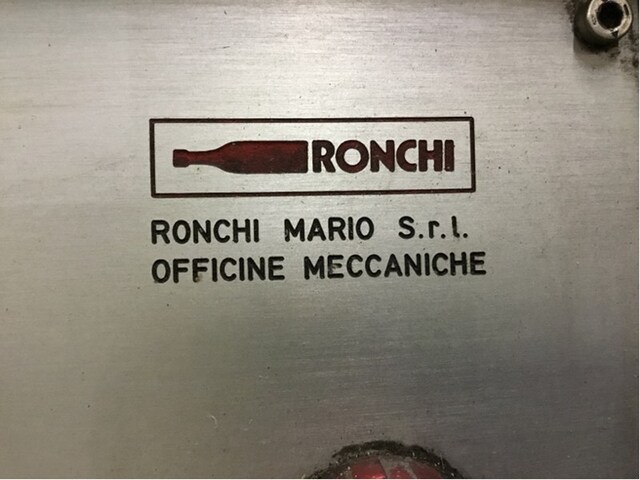 RONCHI
RONCHI MARIO S.r.l.
OFFICINE MECCANICHE